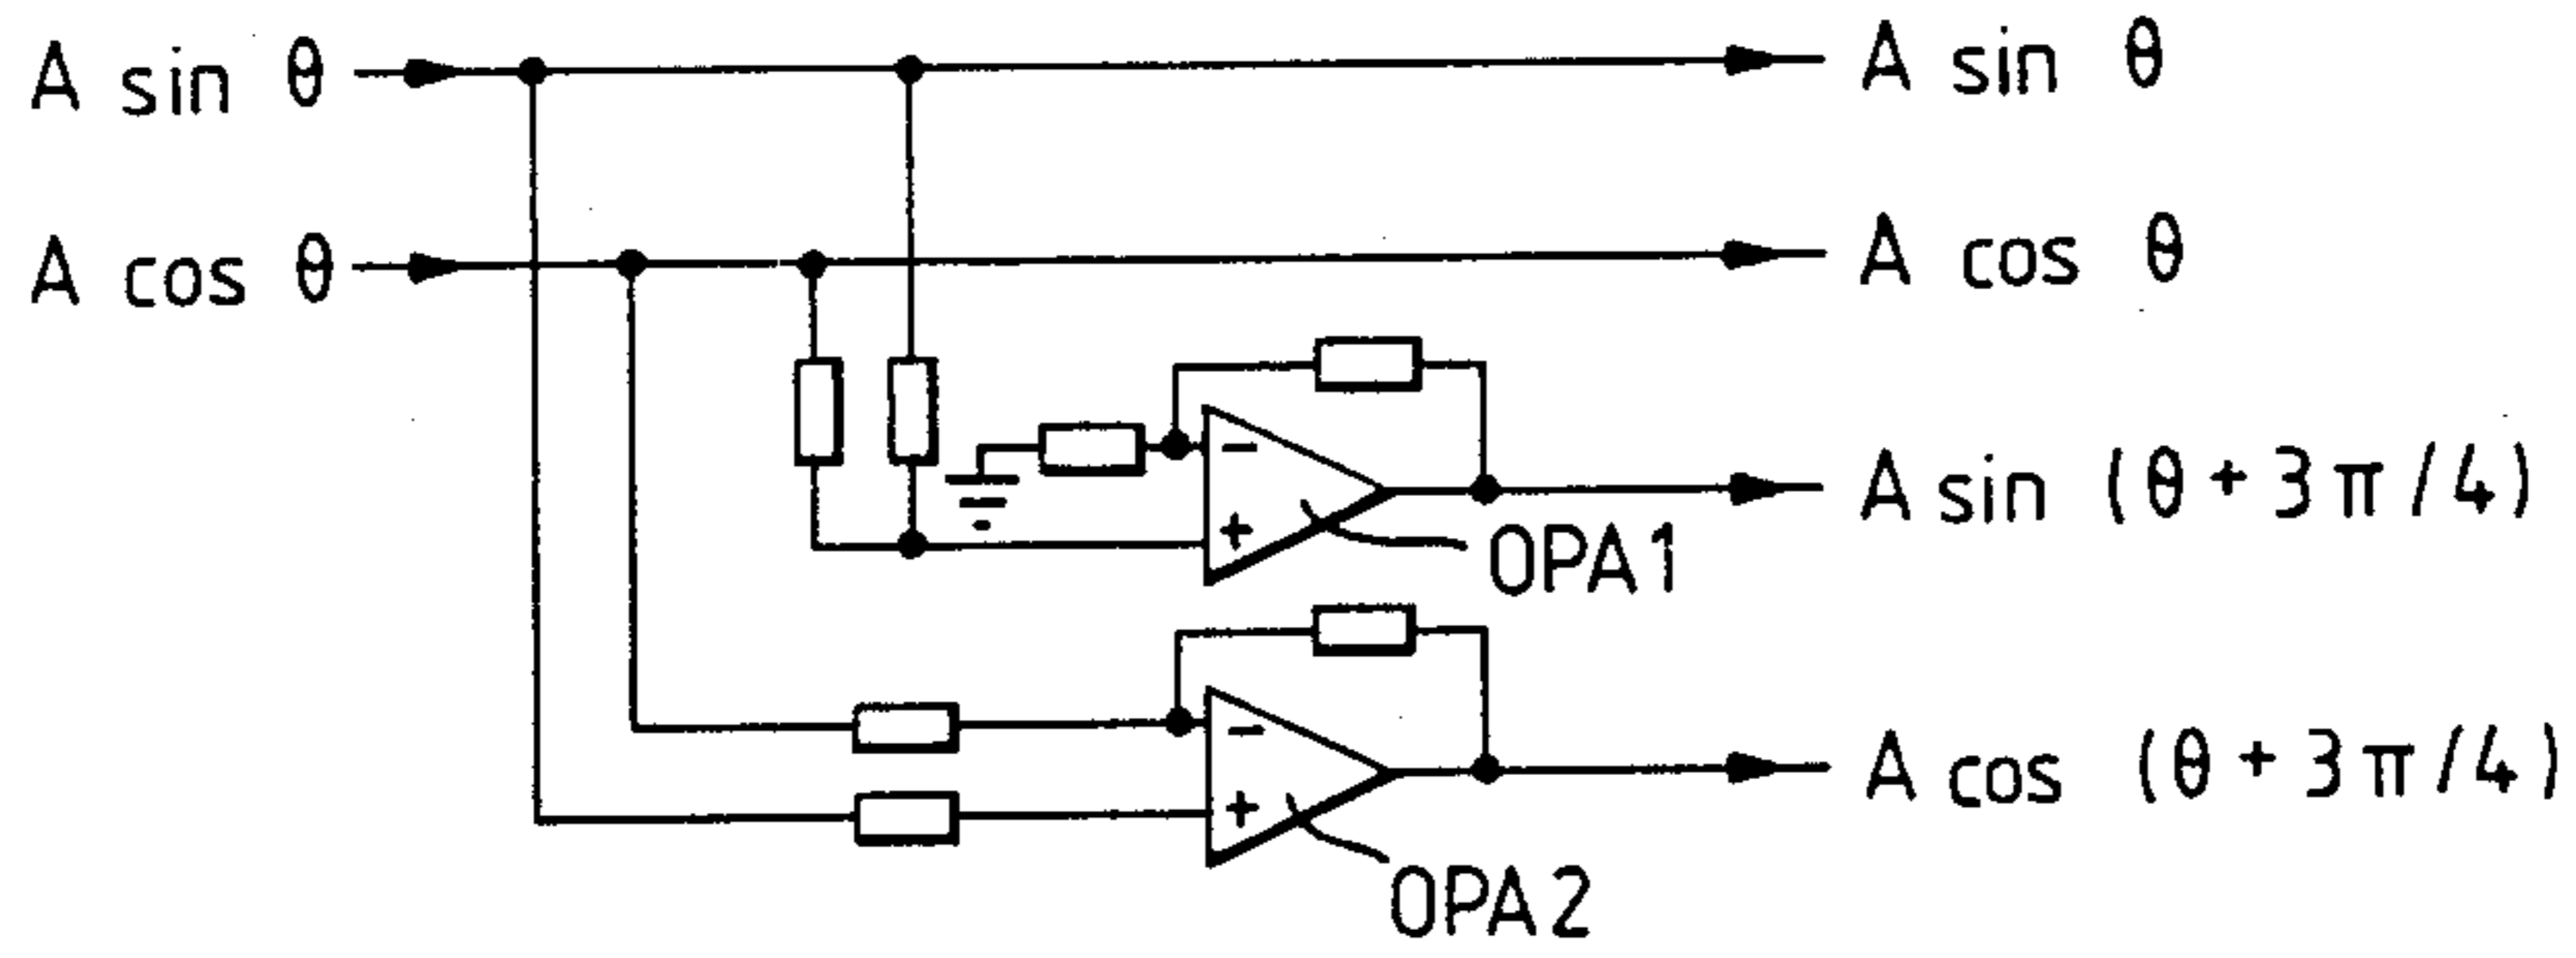 A sin θ
A sin θ
A cos θ
A cos θ
−
+
A sin (θ + 3π/4)
OPA1
−
+
A cos (θ + 3π/4)
OPA2